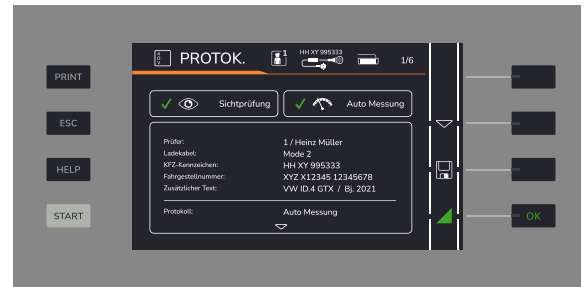 AGV PROTOK. 1 HH XY 995333 1/6
PRINT
Sichtprüfung Auto Messung
ESC
Prüfer: 1 / Heinz Müller
Ladekabel: Mode 2
KFZ-Kennzeichen: HH XY 995333
HELP
Fahrgestellnummer: XYZ X12345 12345678
Zusätzlicher Text: VW ID.4 GTX / Bj. 2021
Protokoll: Auto Messung
START
OK